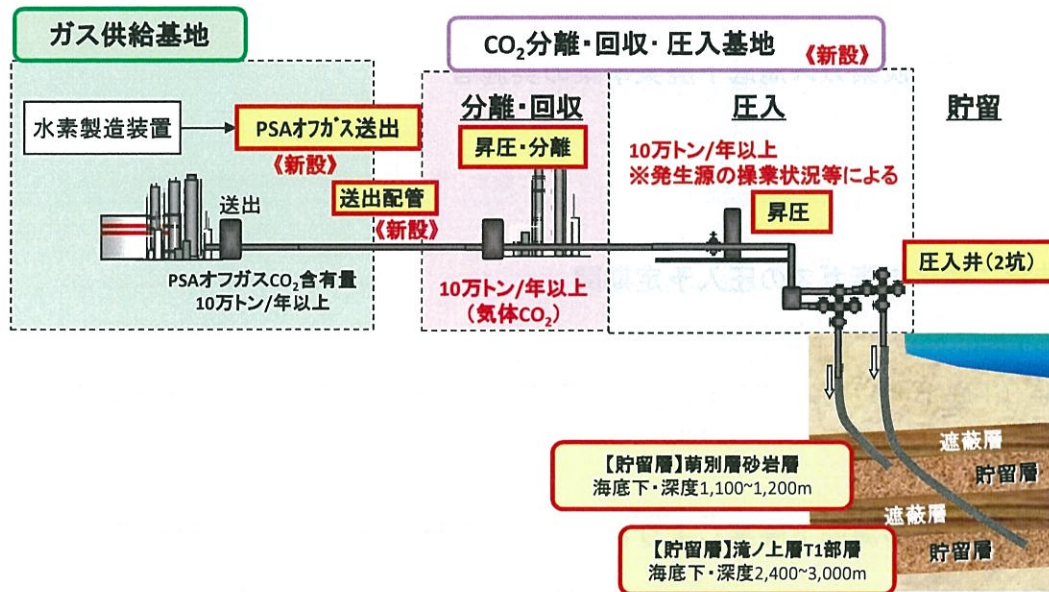 ガス供給基地
CO₂分離・回収・圧入基地
《新設》
水素製造装置
PSAオフガス送出
《新設》
送出
送出配管
《新設》
PSAオフガスCO₂含有量
10万トン/年以上
分離・回収
昇圧・分離
10万トン/年以上
（気体CO₂）
圧入
10万トン/年以上
※発生源の操業状況等による
昇圧
貯留
圧入井（2坑）
遮蔽層
【貯留層】萌別層砂岩層
海底下・深度1,100~1,200m
貯留層
遮蔽層
【貯留層】滝ノ上層T1部層
海底下・深度2,400~3,000m
貯留層